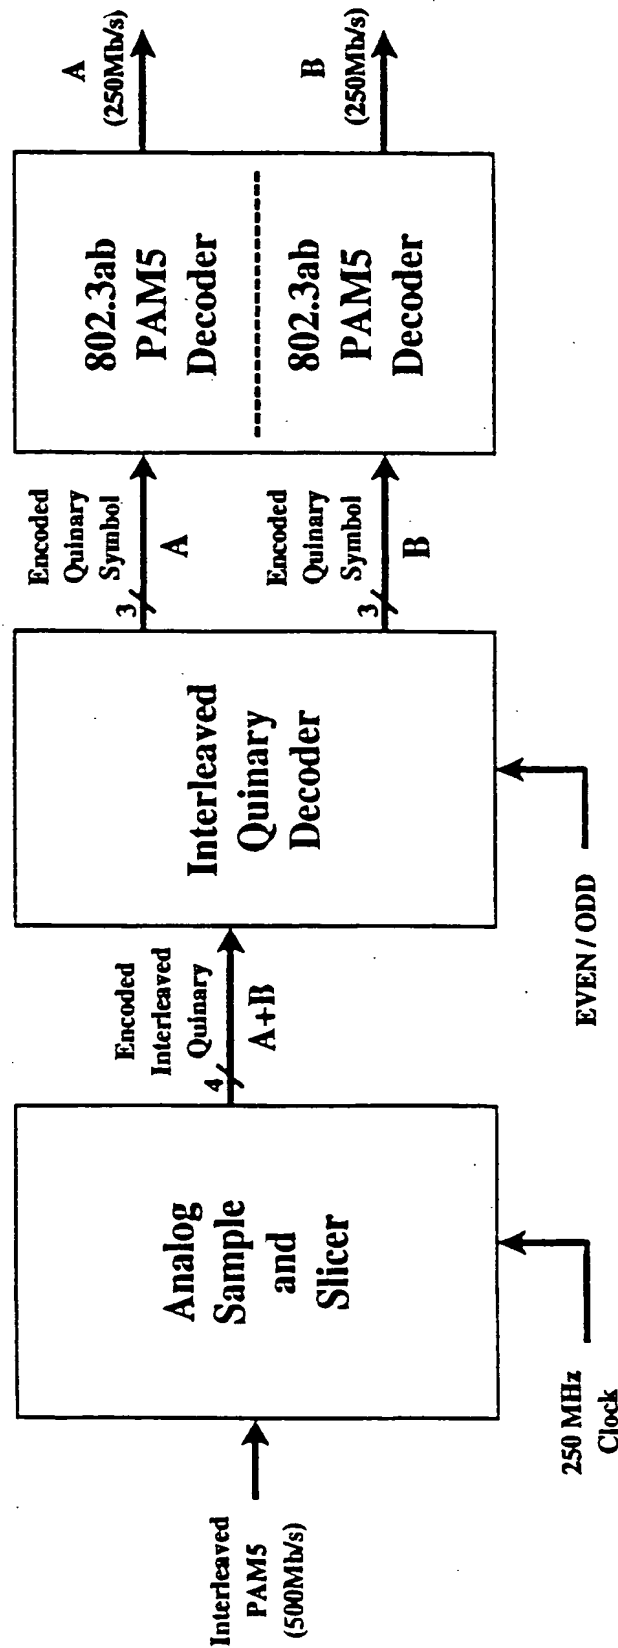 Interleaved
PAM5
(500Mb/s)
Analog
Sample
and
Slicer
250 MHz
Clock
Encoded
Interleaved
Quinary
4
A+B
Interleaved
Quinary
Decoder
EVEN / ODD
Encoded
Quinary
Symbol
3
A
Encoded
Quinary
Symbol
3
B
802.3ab
PAM5
Decoder
802.3ab
PAM5
Decoder
A
(250Mb/s)
B
(250Mb/s)